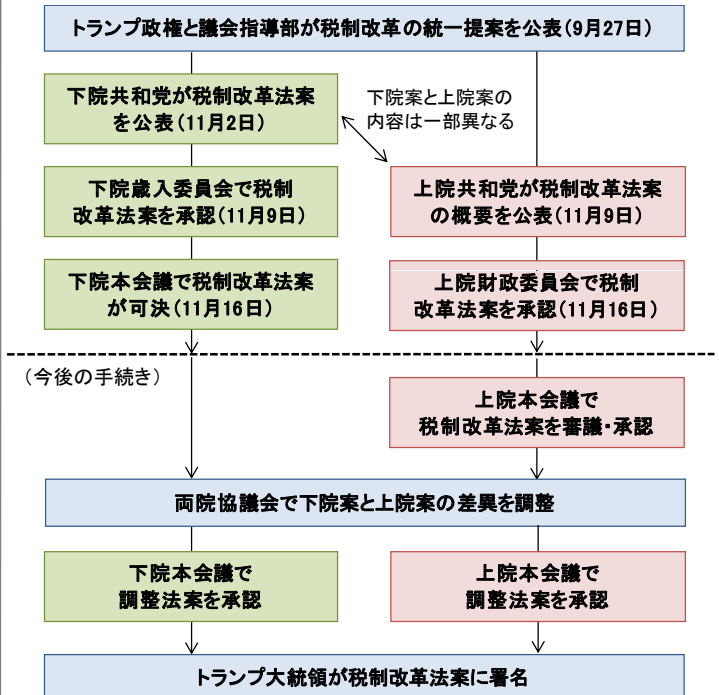 トランプ政権と議会指導部が税制改革の統一提案を公表(9月27日)
下院共和党が税制改革法案
を公表(11月2日)
下院案と上院案の
内容は一部異なる
下院歳入委員会で税制
改革法案を承認(11月9日)
上院共和党が税制改革法案
の概要を公表(11月9日)
下院本会議で税制改革法案
が可決(11月16日)
上院財政委員会で税制
改革法案を承認(11月16日)
(今後の手続き)
上院本会議で
税制改革法案を審議・承認
両院協議会で下院案と上院案の差異を調整
下院本会議で
調整法案を承認
上院本会議で
調整法案を承認
トランプ大統領が税制改革法案に署名